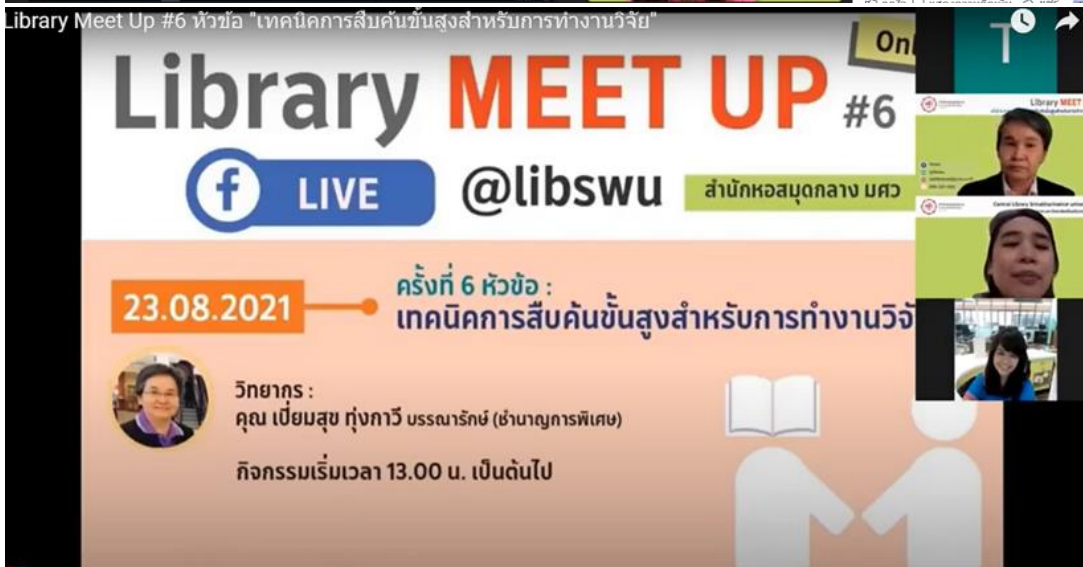 Library Meet Up #6 หัวข้อ "เทคนิคการสืบค้นขั้นสูงสำหรับการทำงานวิจัย"
Library MEET UP #6
f LIVE @libswu สำนักหอสมุดกลาง มศว
23.08.2021
ครั้งที่ 6 หัวข้อ :
เทคนิคการสืบค้นขั้นสูงสำหรับการทำงานวิจั
วิทยากร :
คุณ เปี่ยมสุข ทุ่งกาวี บรรณารักษ์ (ชำนาญการพิเศษ)
กิจกรรมเริ่มเวลา 13.00 น. เป็นต้นไป
T
Library MEET